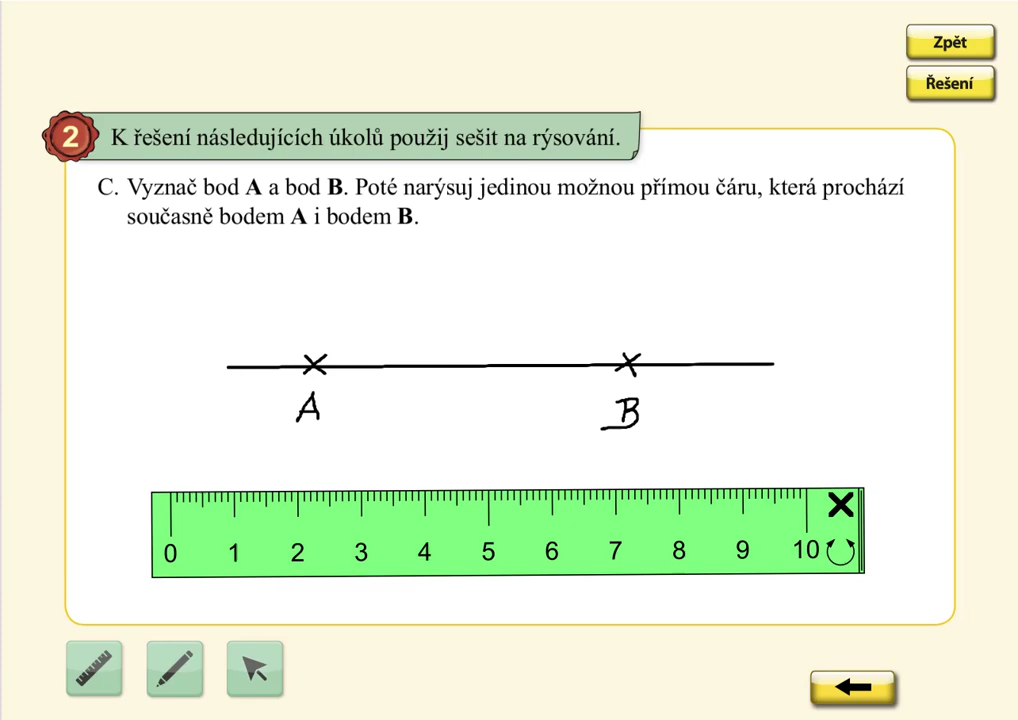 Zpět
Řešení
2 K řešení následujících úkolů použij sešit na rýsování.
C. Vyznač bod A a bod B. Poté narýsuj jedinou možnou přímou čáru, která prochází
současně bodem A i bodem B.
A B
0 1 2 3 4 5 6 7 8 9 10